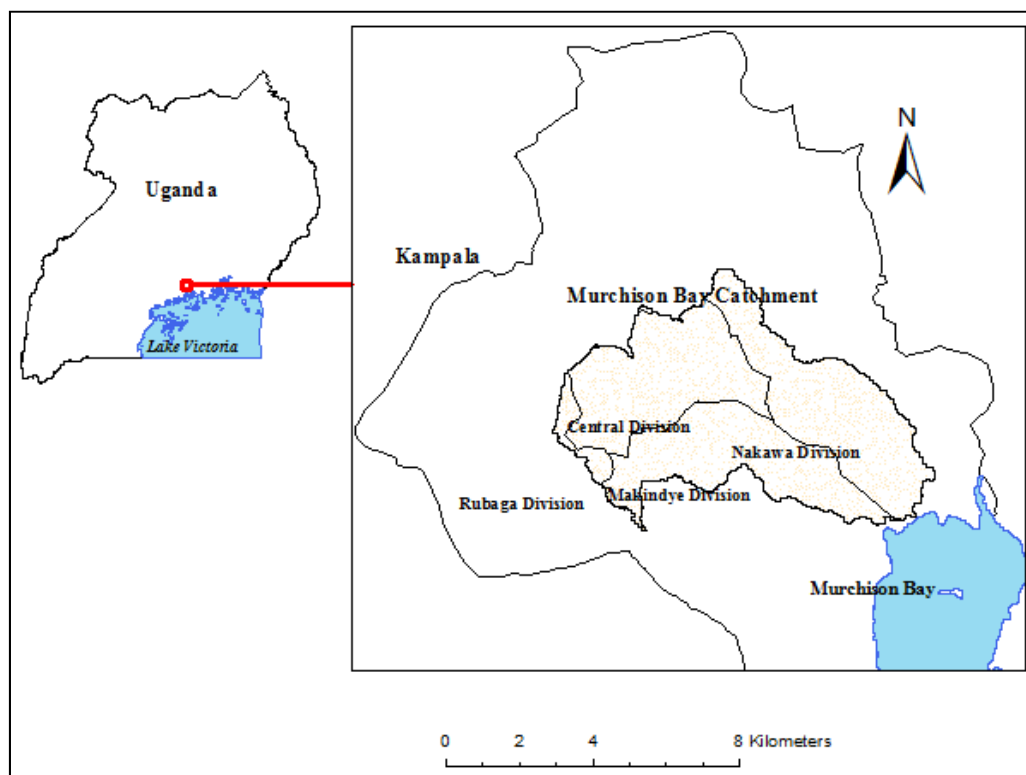 N
Uganda
Kampala
Murchison Bay Catchment
Lake Victoria
Central Division
Nakawa Division
Rubaga Division
Makindye Division
Murchison Bay
0 2 4 8 Kilometers